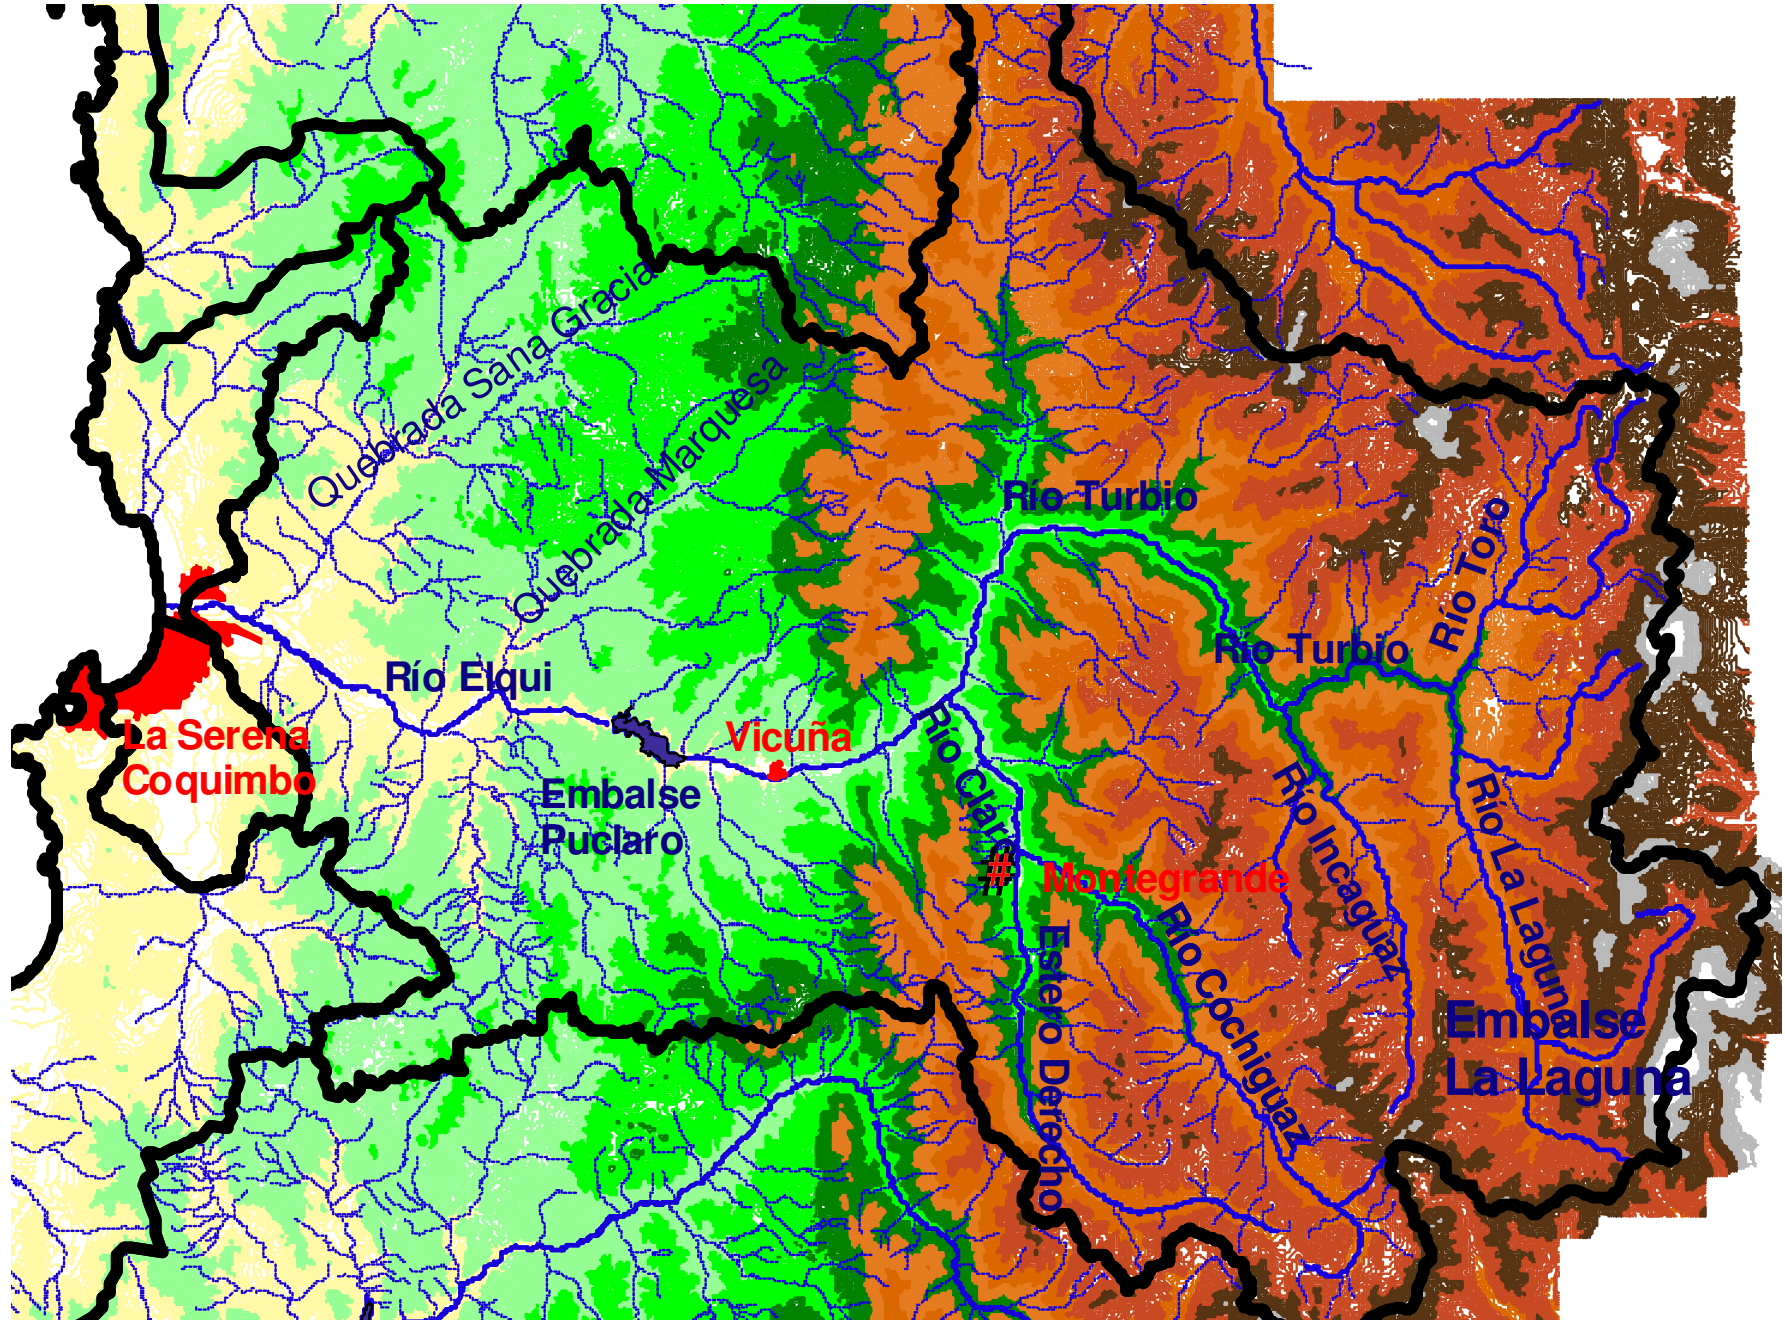 Quebrada Sana Gracia
Quebrada Marquesa
Río Turbio
Río Toro
Río Turbio
Río Elqui
Río Claro
Vicuña
La Serena
Coquimbo
Embalse
Puclaro
Río Incaguaz
Río La Laguna
#
Montegrande
Estero Derecho
Río Cochiguaz
Embalse
La Laguna